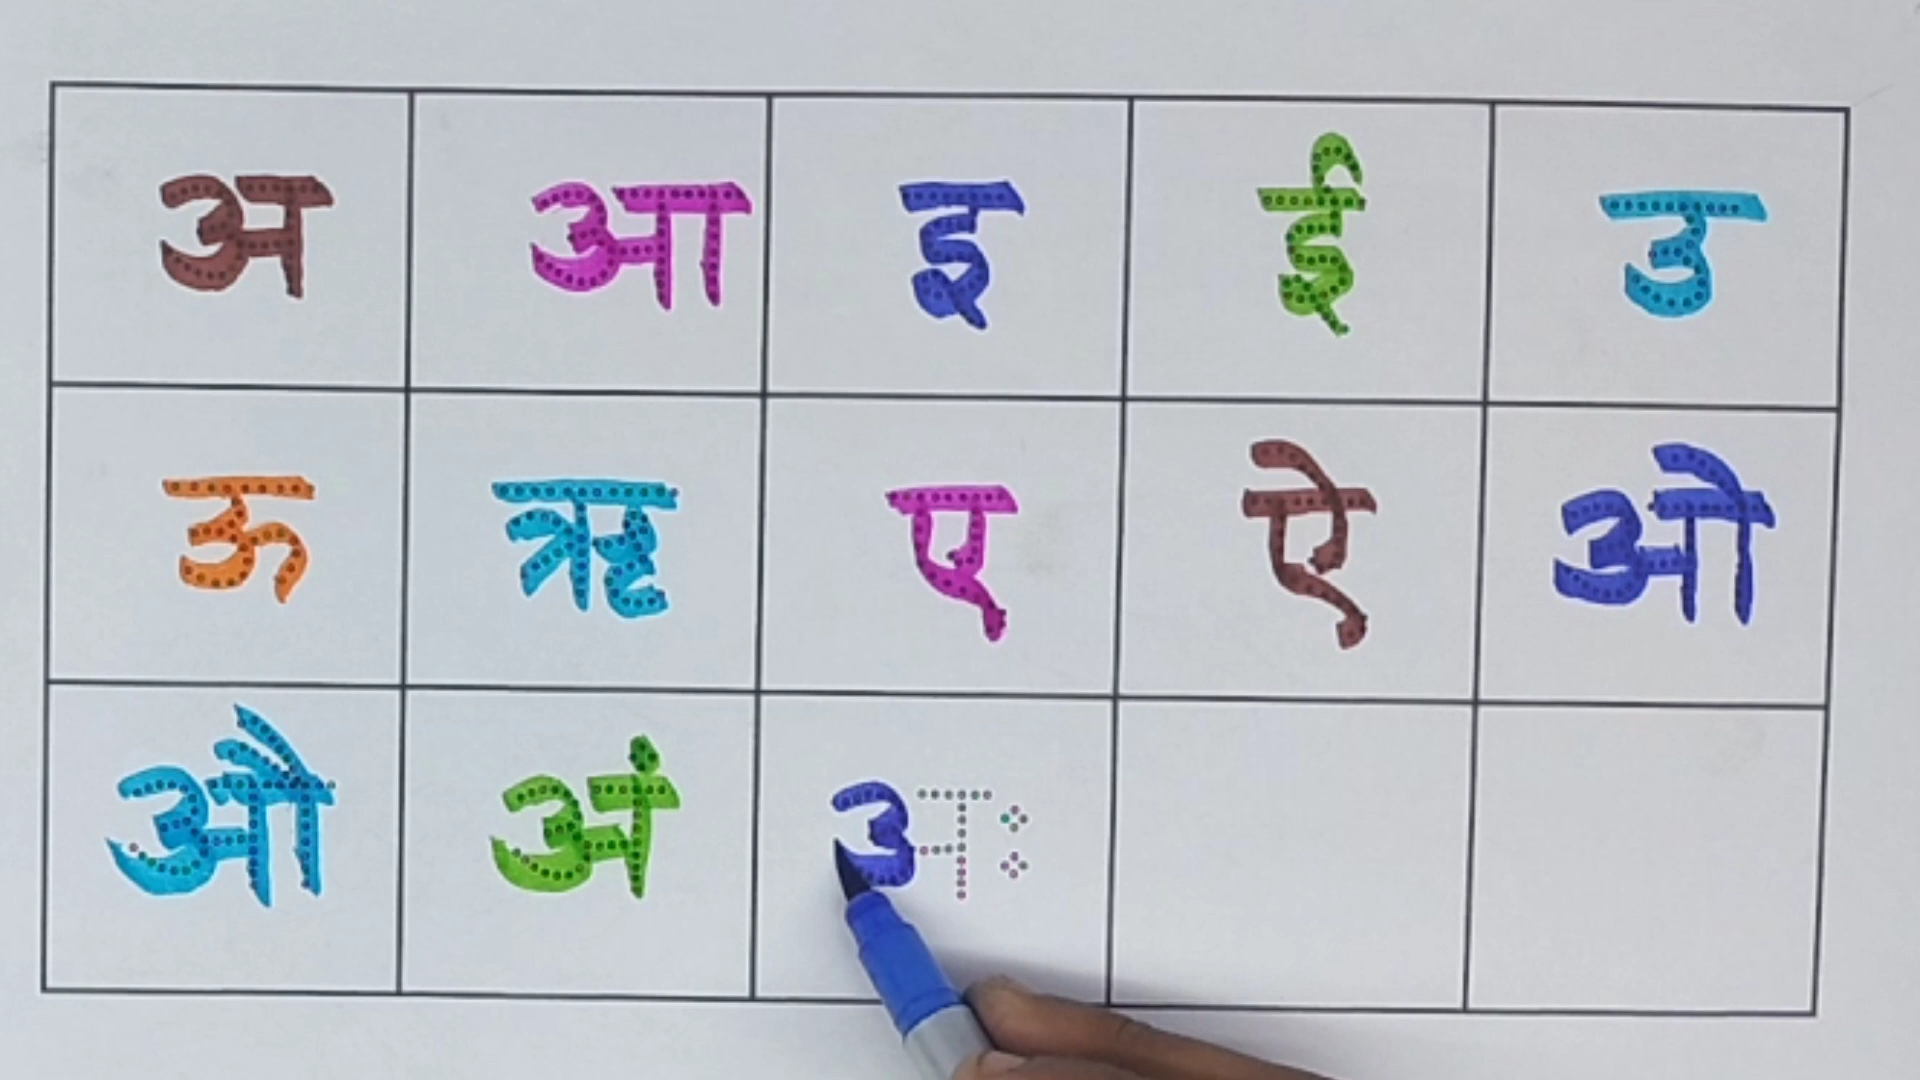 अ आ इ ई उ
ऊ ऋ ए ऐ ओ
औ अं अः